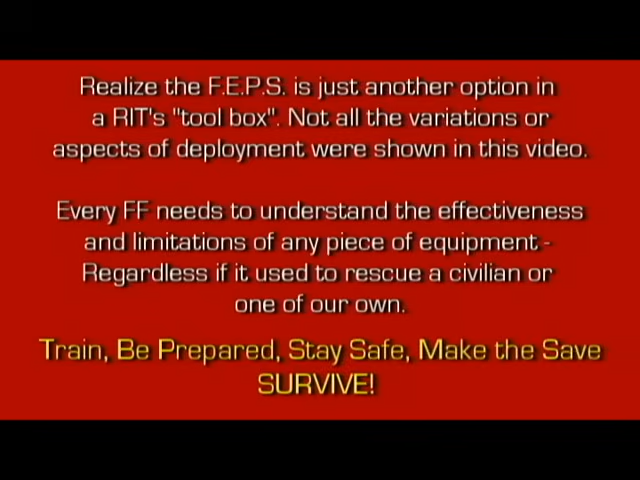 Realize the F.E.P.S. is just another option in
a RIT's "tool box". Not all the variations or
aspects of deployment were shown in this video.
Every FF needs to understand the effectiveness
and limitations of any piece of equipment -
Regardless if it used to rescue a civilian or
one of our own.
Train, Be Prepared, Stay Safe, Make the Save
SURVIVE!